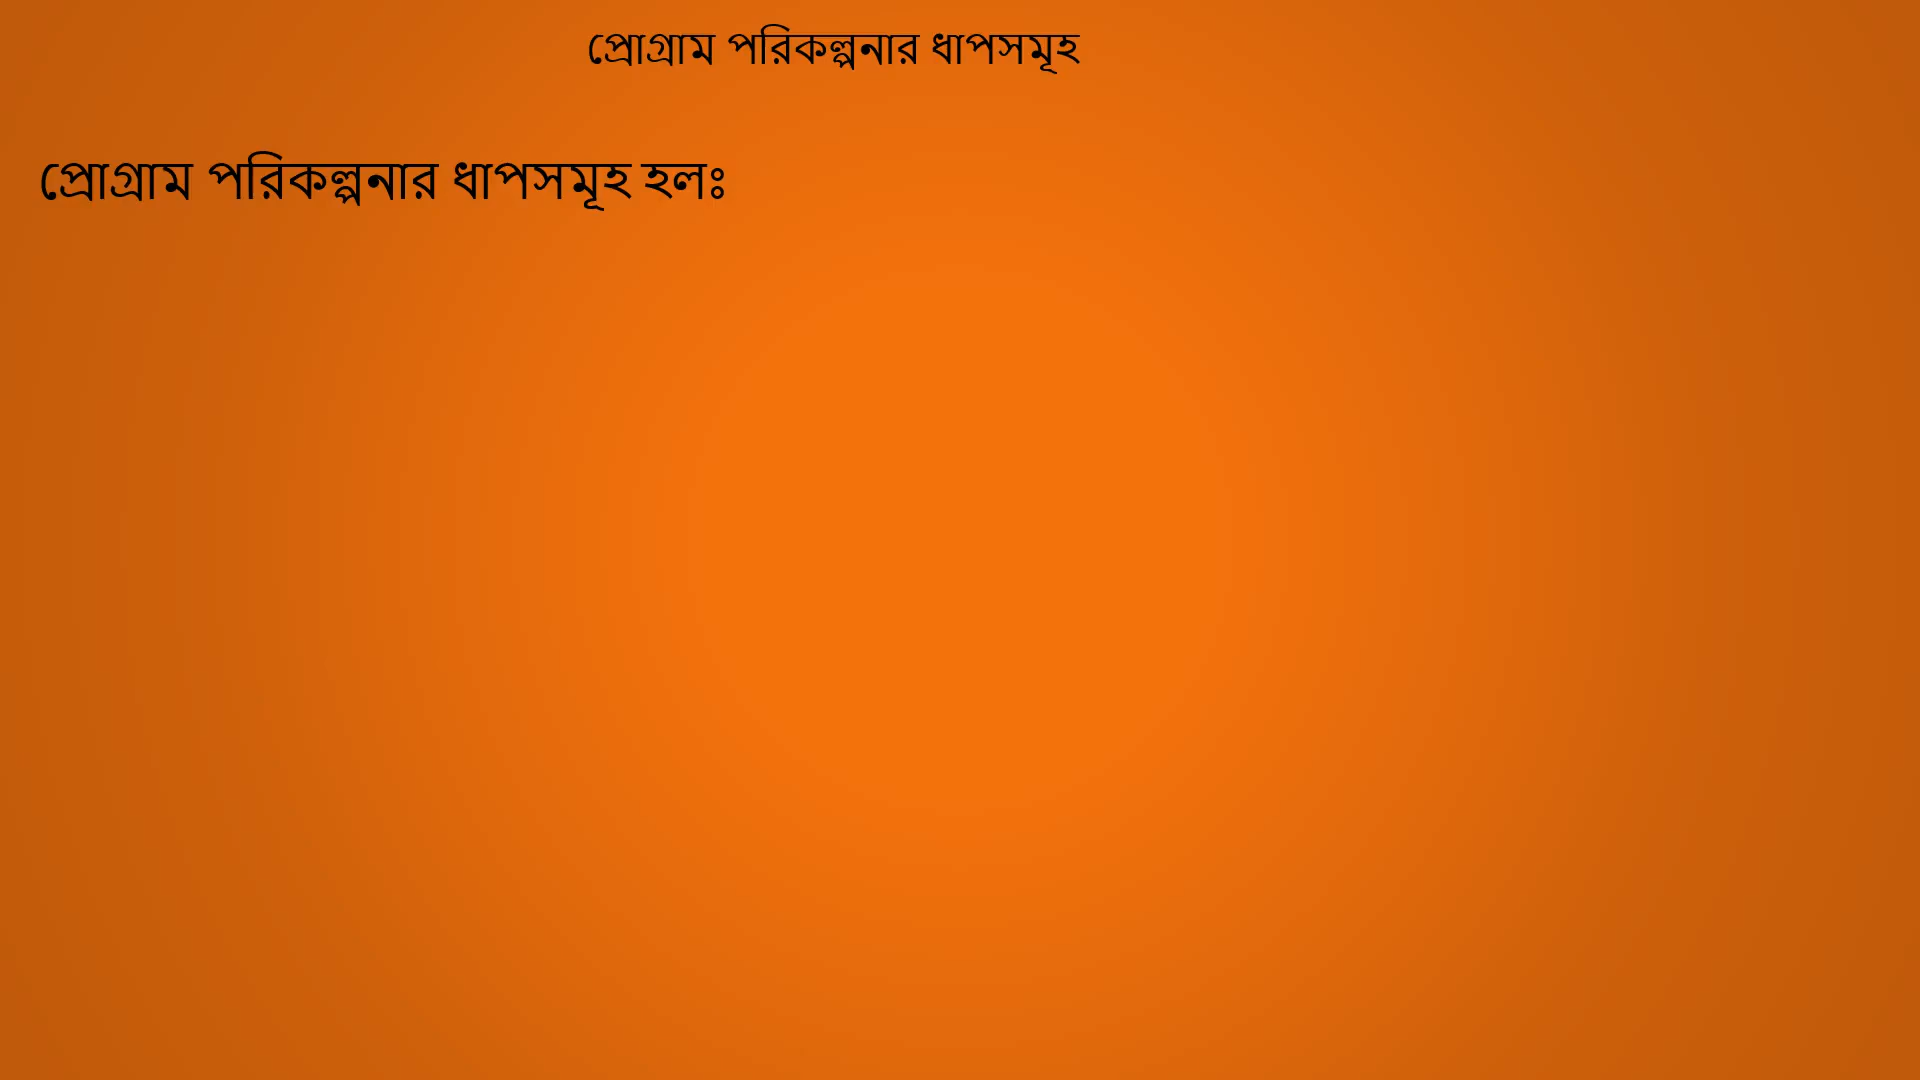 প্রোগ্রাম পরিকল্পনার ধাপসমূহ
প্রোগ্রাম পরিকল্পনার ধাপসমূহ হলঃ